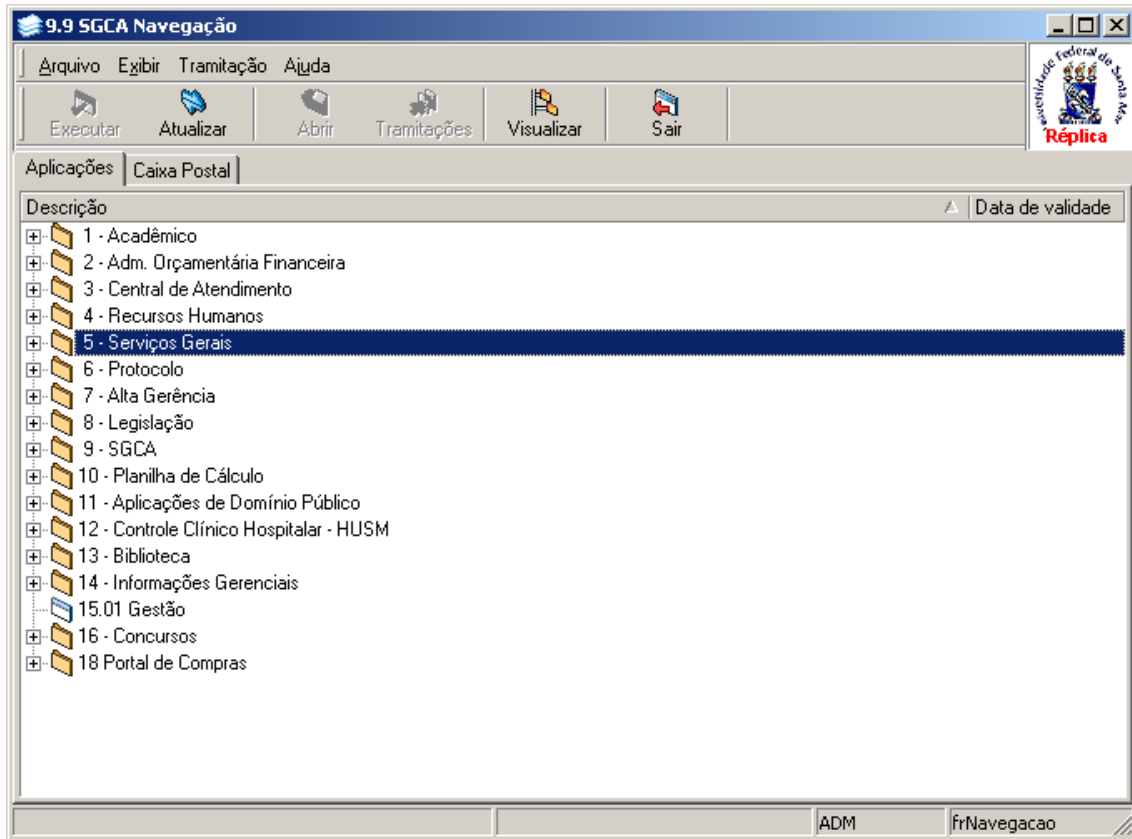 9.9 SGCA Navegação
Arquivo Exibir Tramitação Ajuda
Executar Atualizar Abrir Tramitações Visualizar Sair
Federal de Santa
Réplica
Aplicações Caixa Postal
Descrição Data de validade
1 - Acadêmico
2 - Adm. Orçamentária Financeira
3 - Central de Atendimento
4 - Recursos Humanos
5 - Serviços Gerais
6 - Protocolo
7 - Alta Gerência
8 - Legislação
9 - SGCA
10 - Planilha de Cálculo
11 - Aplicações de Domínio Público
12 - Controle Clínico Hospitalar - HUSM
13 - Biblioteca
14 - Informações Gerenciais
15.01 Gestão
16 - Concursos
18 Portal de Compras
ADM frNavegacao